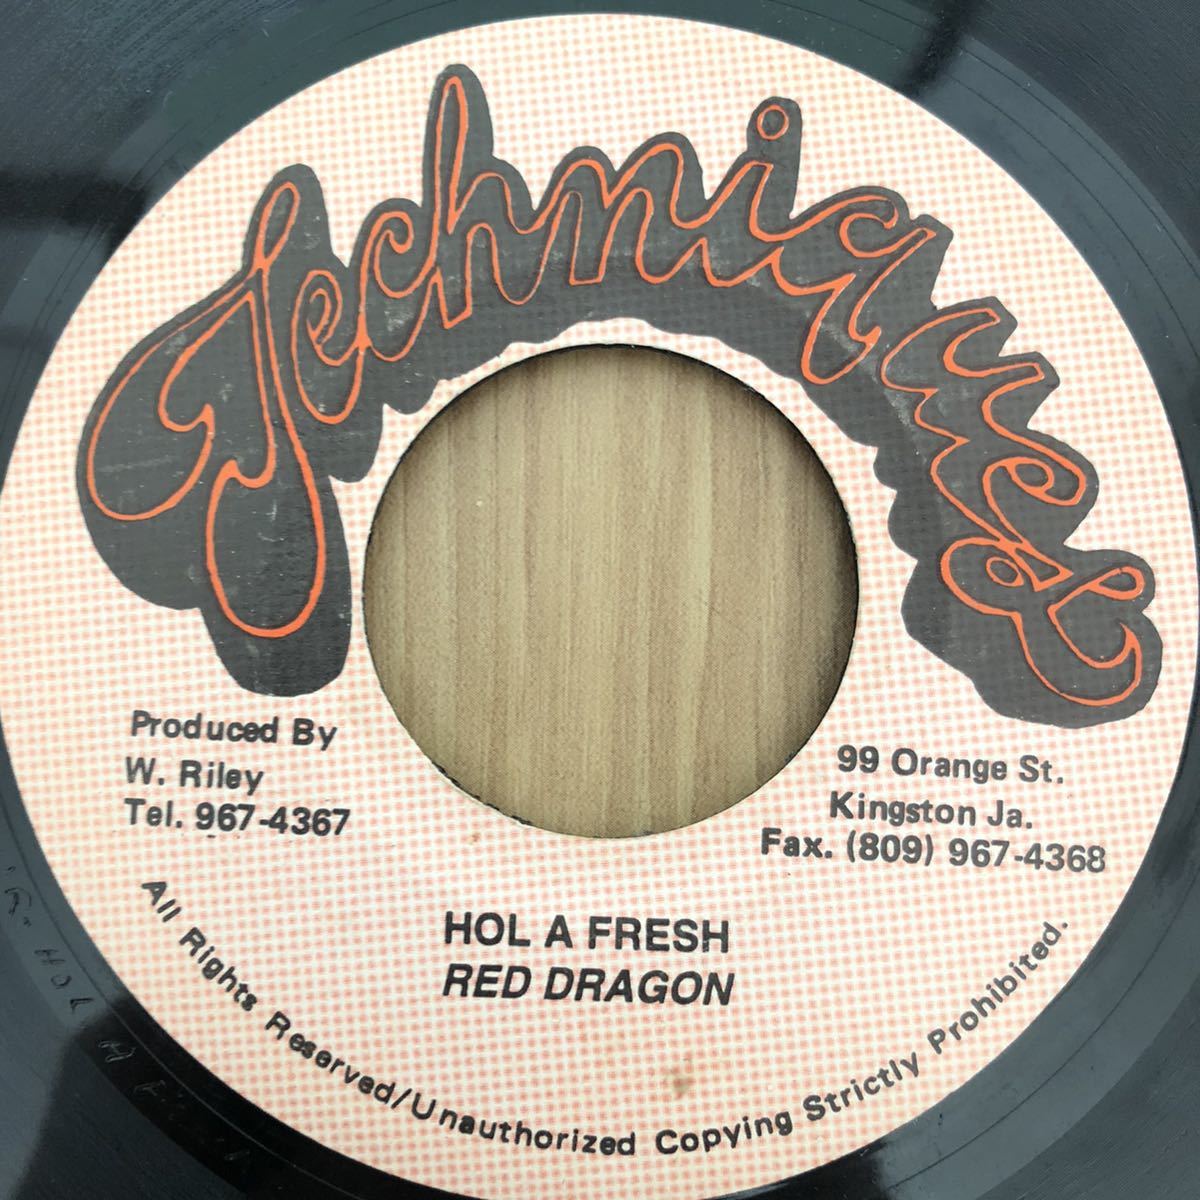 Techniques
Produced By
W. Riley
Tel. 967-4367
99 Orange St.
Kingston Ja.
Fax. (809) 967-4368
HOL A FRESH
RED DRAGON
All Rights Reserved/Unauthorized Copying Strictly Prohibited.